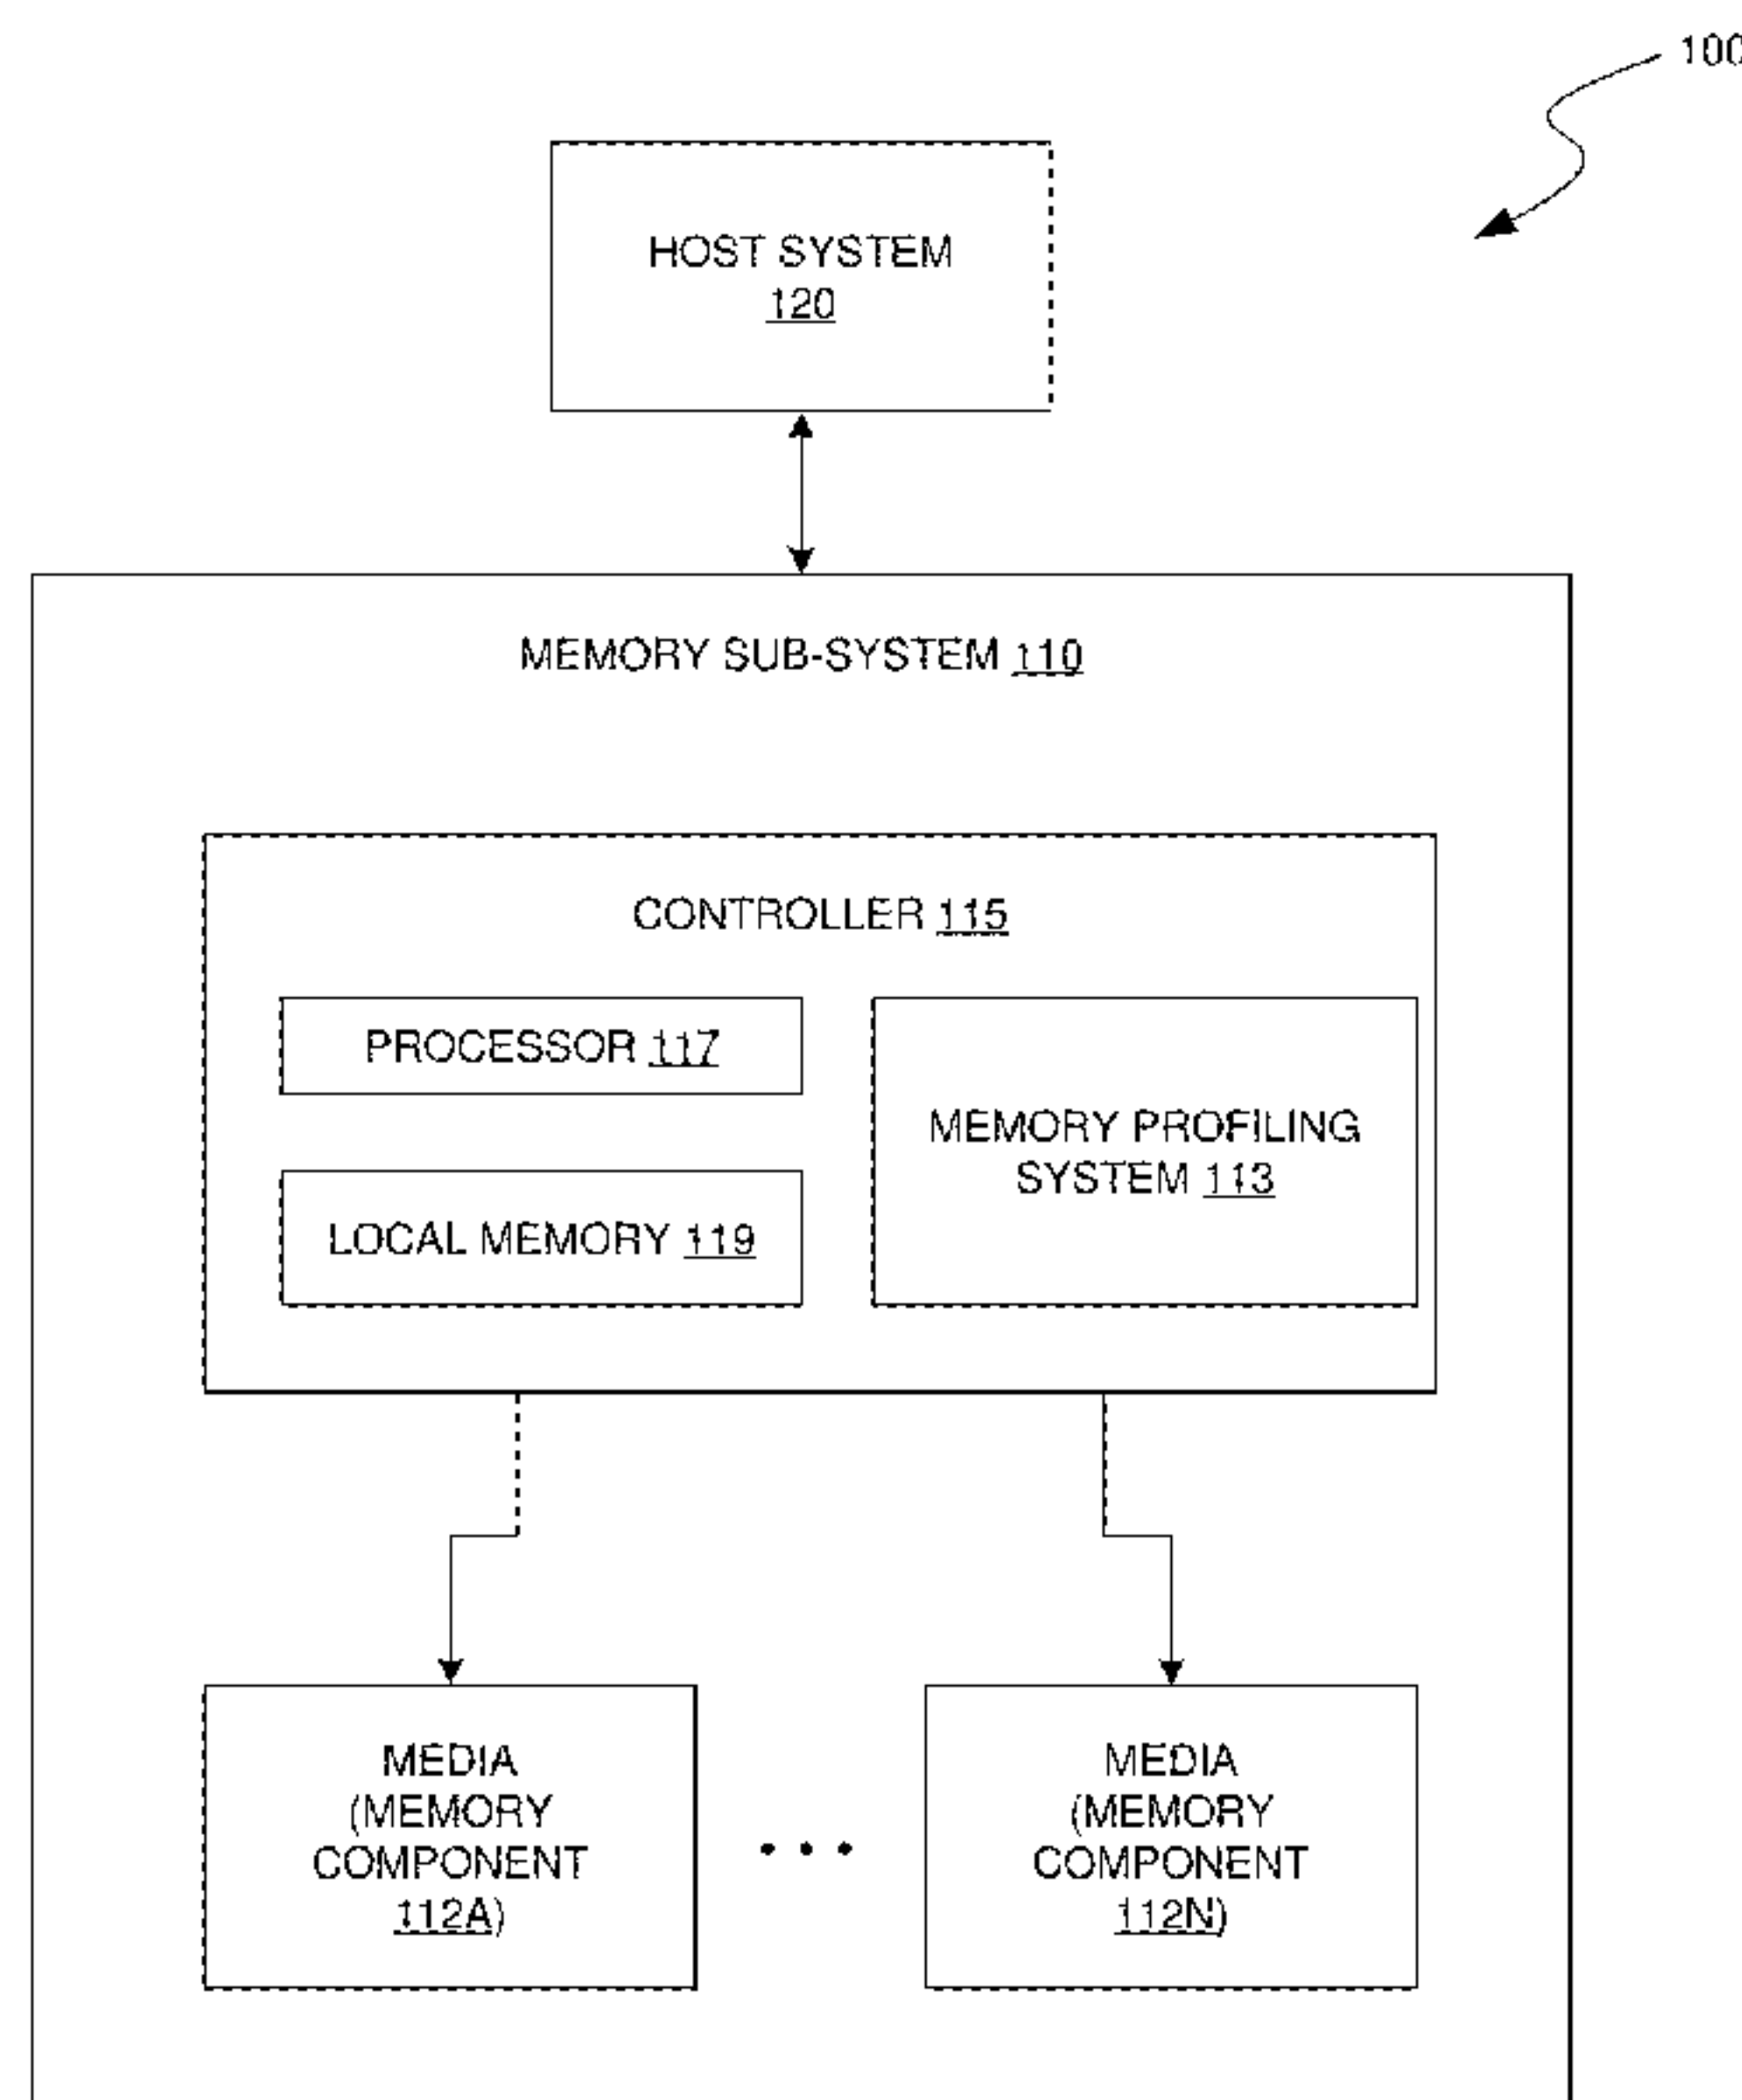 100
HOST SYSTEM
120
MEMORY SUB-SYSTEM 110
CONTROLLER 115
PROCESSOR 117
MEMORY PROFILING
SYSTEM 113
LOCAL MEMORY 119
MEDIA
(MEMORY
COMPONENT
112A)
• • •
MEDIA
(MEMORY
COMPONENT
112N)